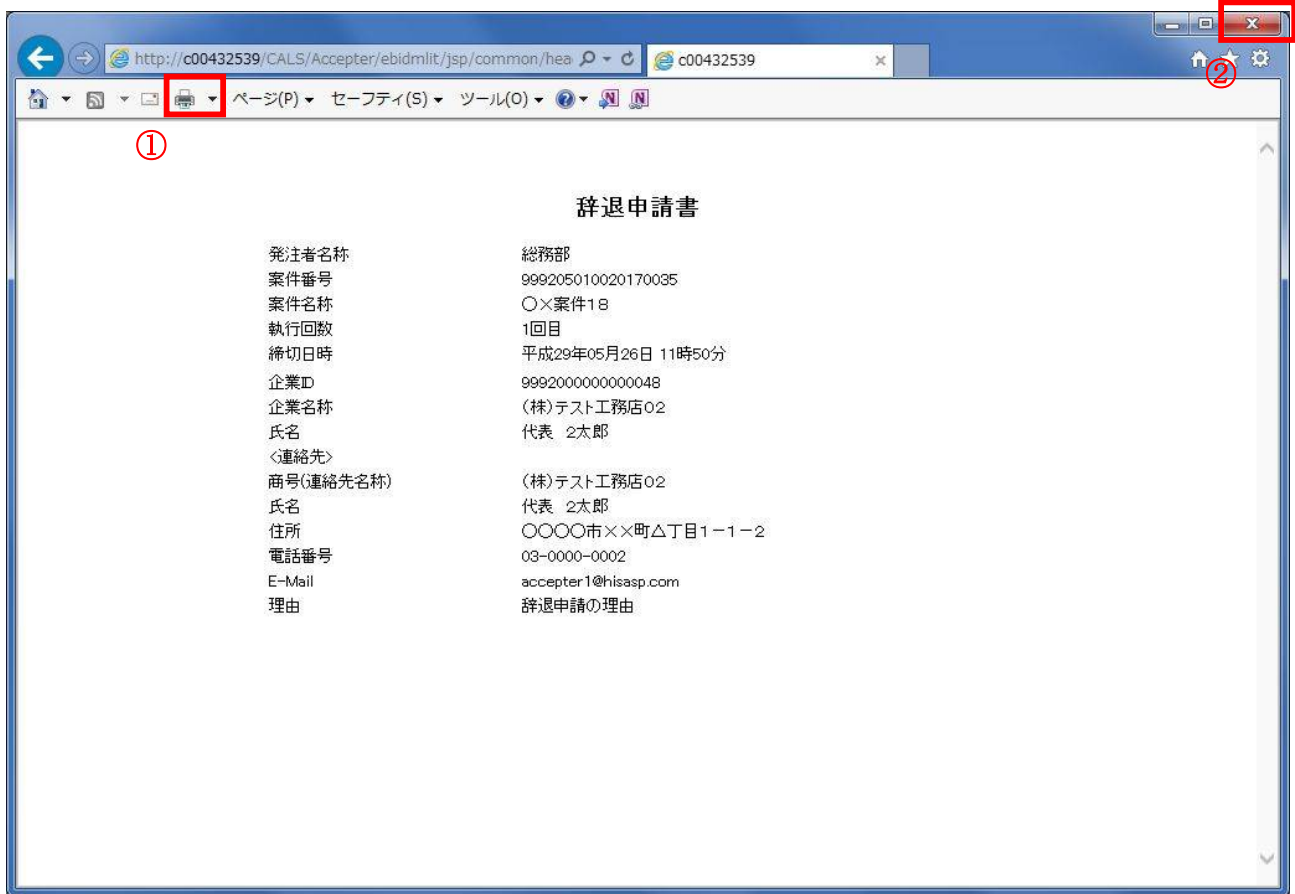 http://c00432539/CALS/Accepter/ebidmlit/jsp/common/hea
c00432539
②
ページ(P) セーフティ(S) ツール(O)
①
辞退申請書
発注者名称 総務部
案件番号 999205010020170035
案件名称 〇×案件18
執行回数 1回目
締切日時 平成29年05月26日 11時50分
企業ID 9992000000000048
企業名称 (株)テスト工務店02
氏名 代表 2太郎
<連絡先>
商号(連絡先名称) (株)テスト工務店02
氏名 代表 2太郎
住所 〇〇〇〇市××町△丁目1-1-2
電話番号 03-0000-0002
E-Mail accepter1@hisasp.com
理由 辞退申請の理由